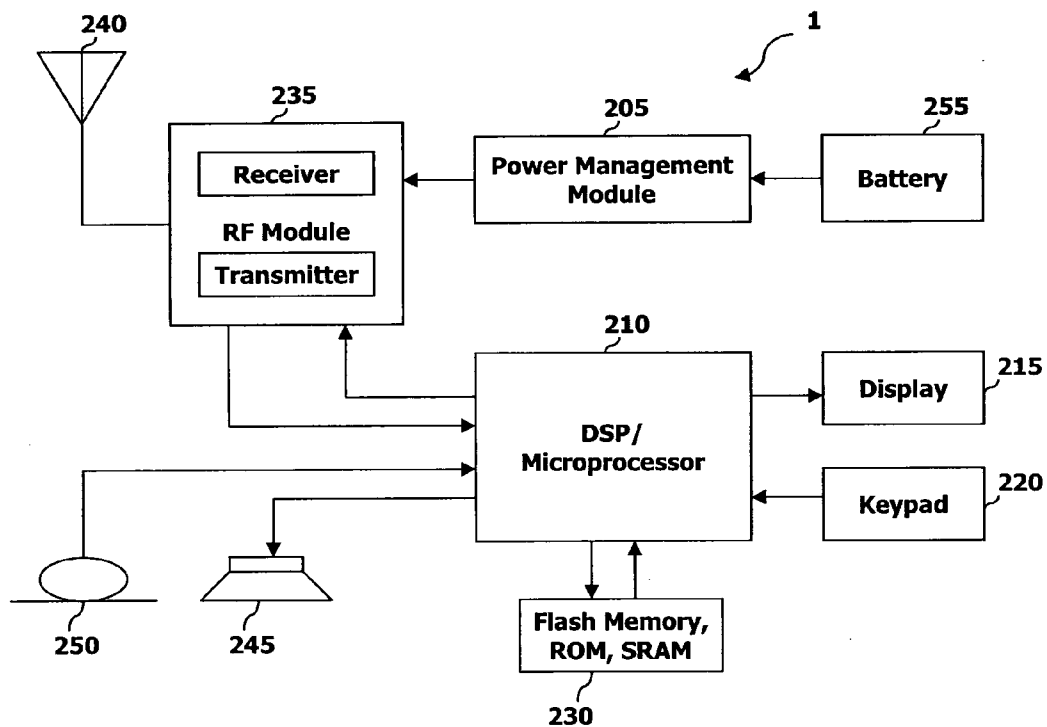 240
1
235
205
255
Receiver
RF Module
Transmitter
Power Management
Module
Battery
210
DSP/
Microprocessor
Display
215
Keypad
220
250
245
Flash Memory,
ROM, SRAM
230